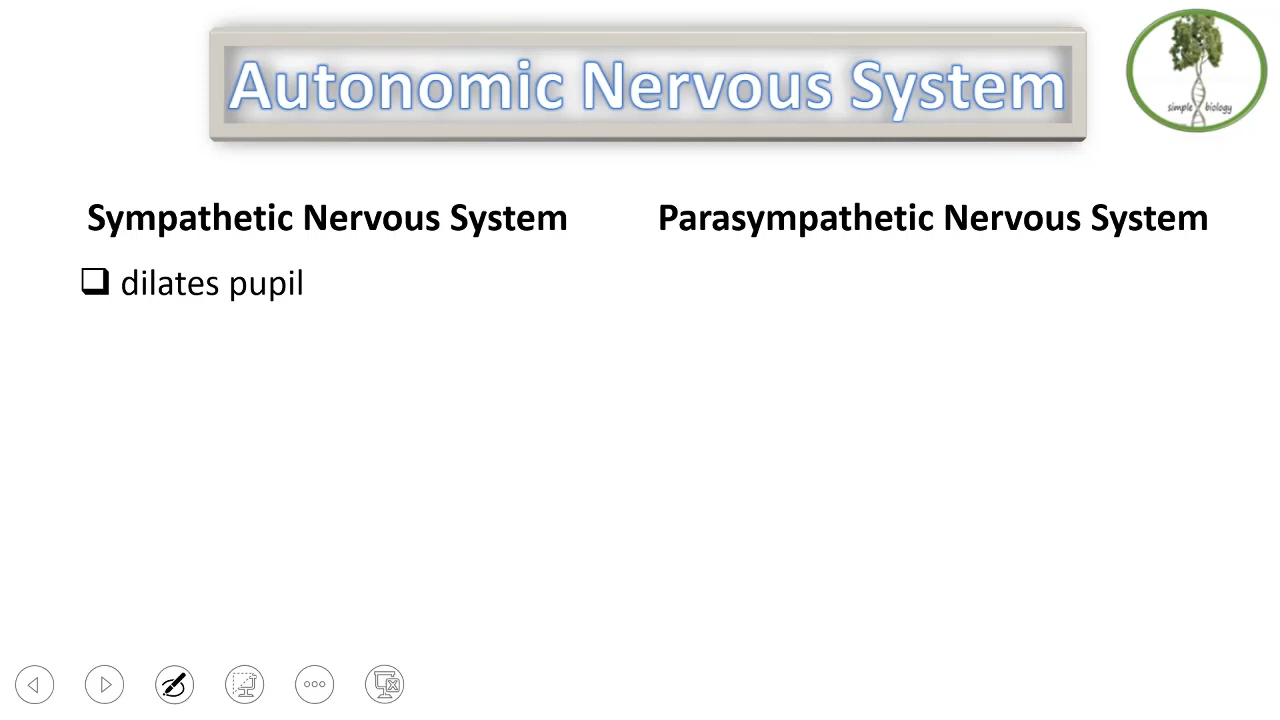 Autonomic Nervous System
simple biology
Sympathetic Nervous System
Parasympathetic Nervous System
dilates pupil